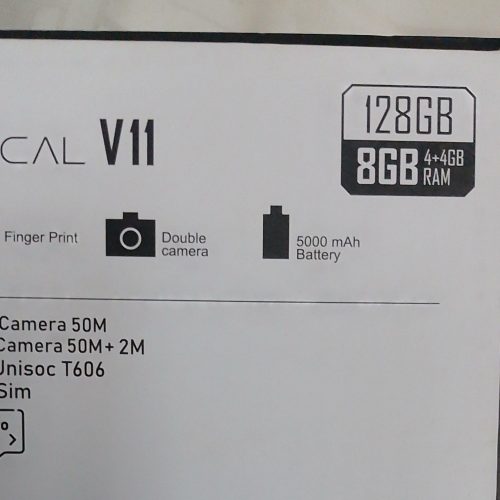 CAL V11
128GB
8GB 4+4GB RAM
Finger Print
Double
camera
5000 mAh
Battery
Camera 50M
Camera 50M+ 2M
Unisoc T606
Sim